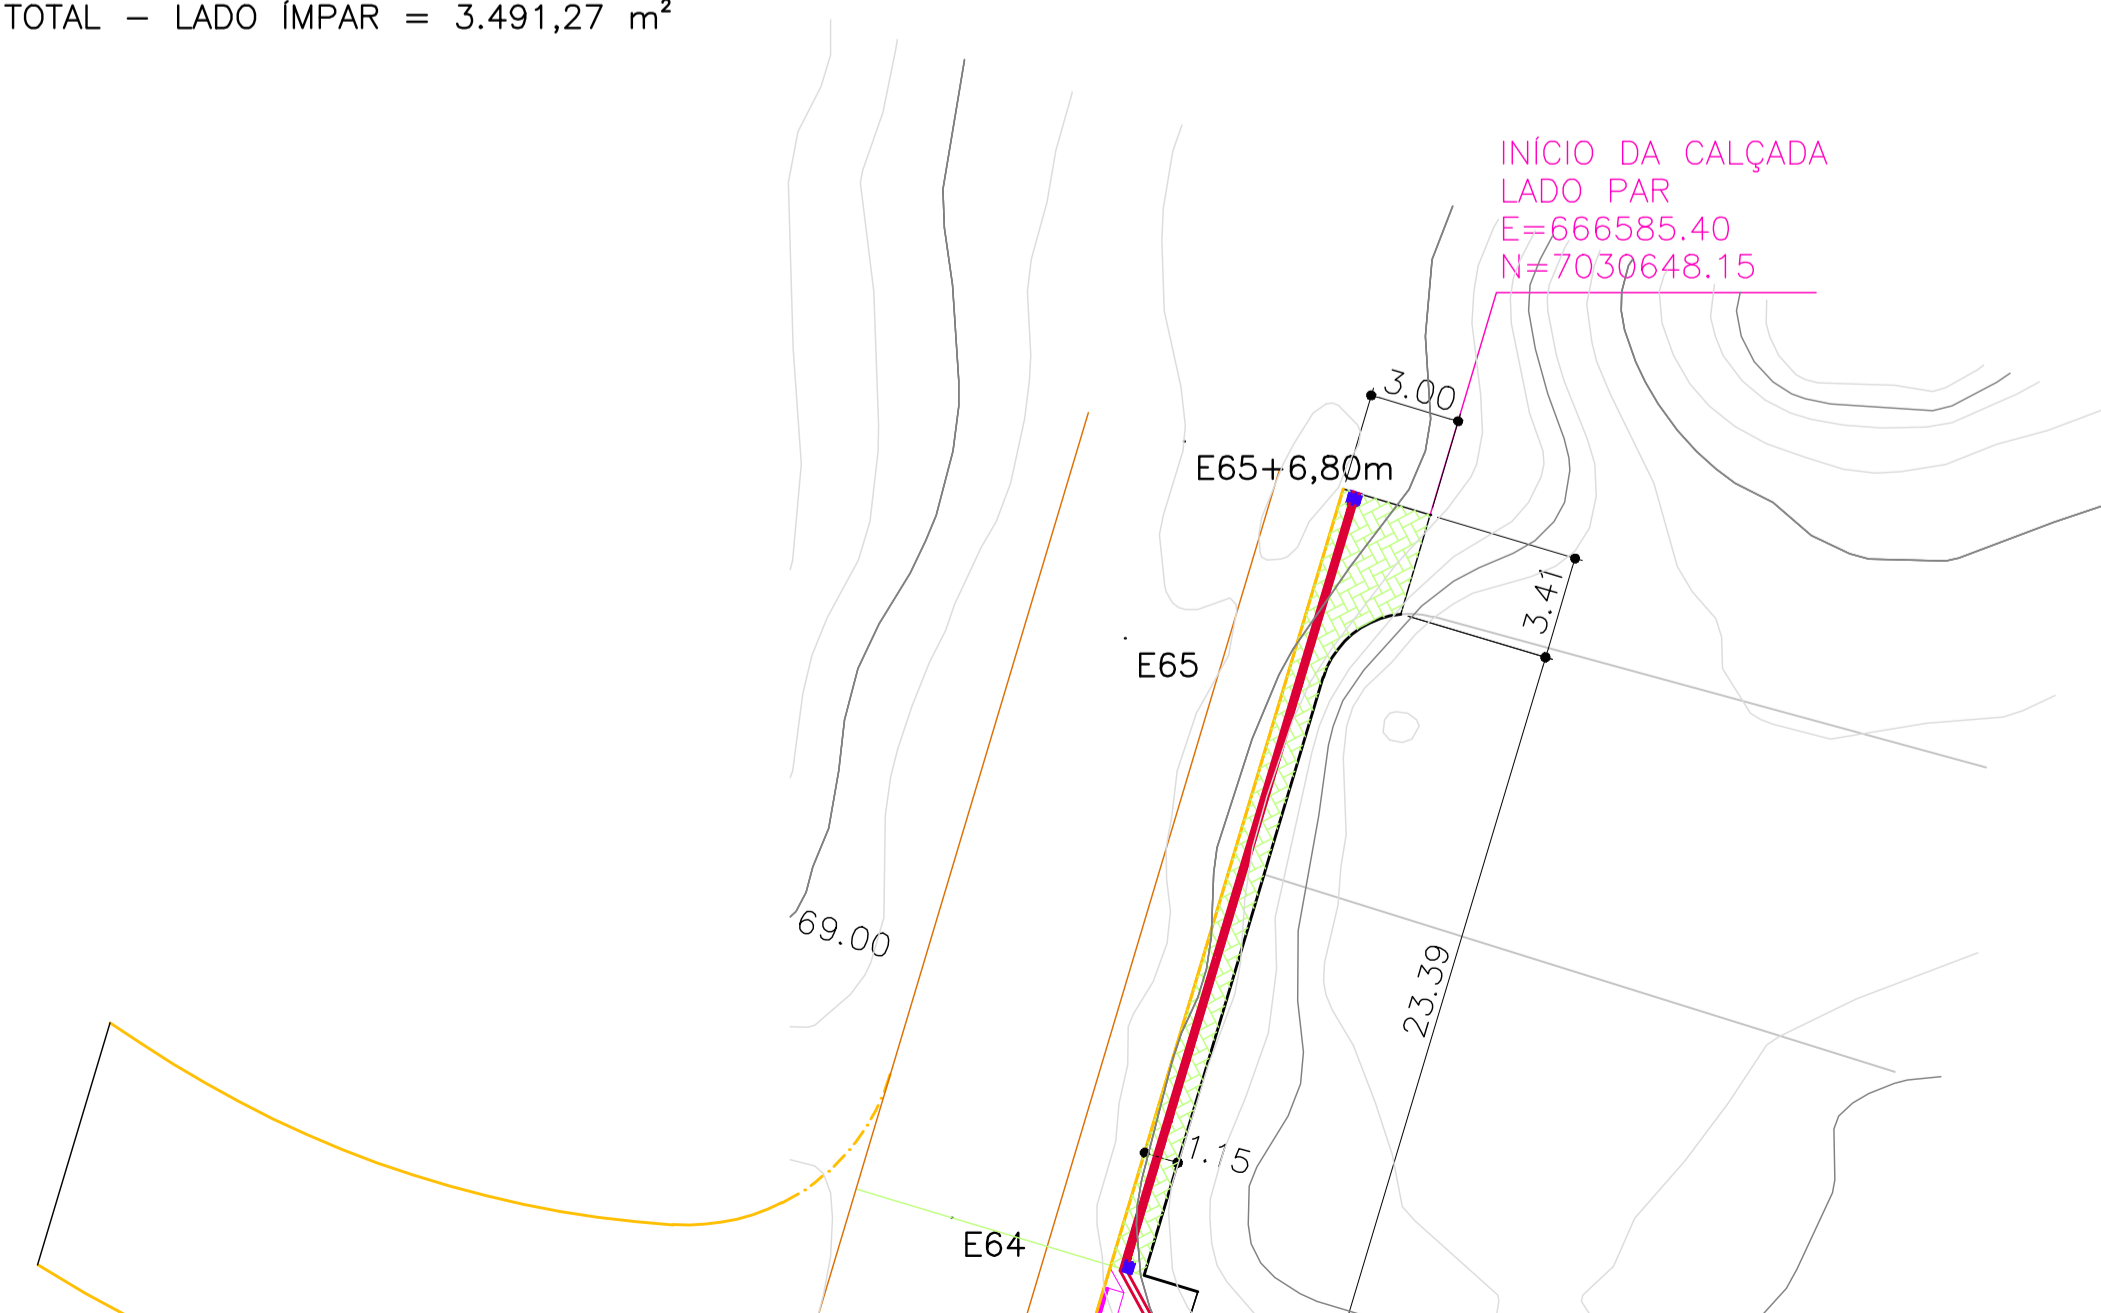 TOTAL – LADO ÍMPAR = 3.491,27 m²
INÍCIO DA CALÇADA
LADO PAR
E=666585.40
N=7030648.15
3.00
E65+6,80m
3.41
E65
69.00
23.39
1.15
E64